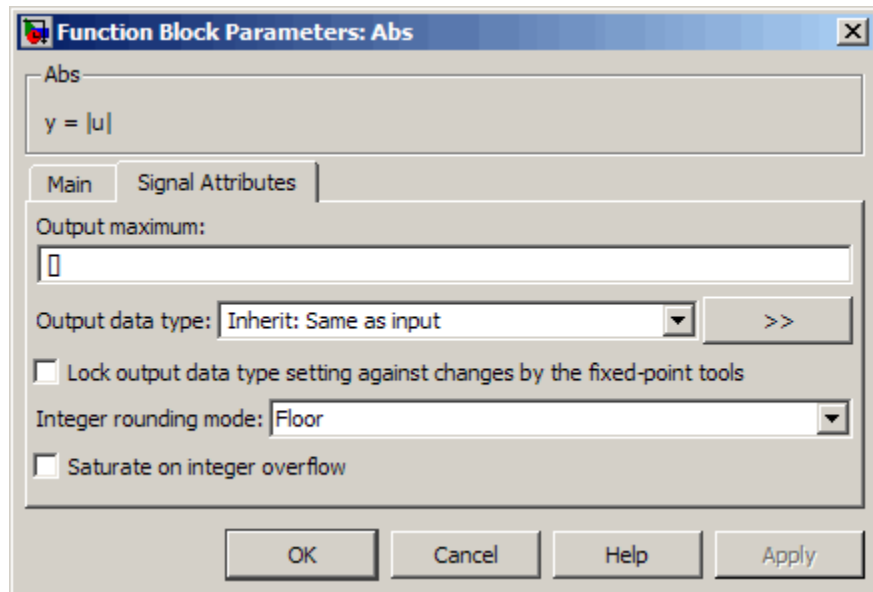 Function Block Parameters: Abs
Abs
y = |u|
Main Signal Attributes
Output maximum:
[]
Output data type: Inherit: Same as input >>
Lock output data type setting against changes by the fixed-point tools
Integer rounding mode: Floor
Saturate on integer overflow
OK Cancel Help Apply